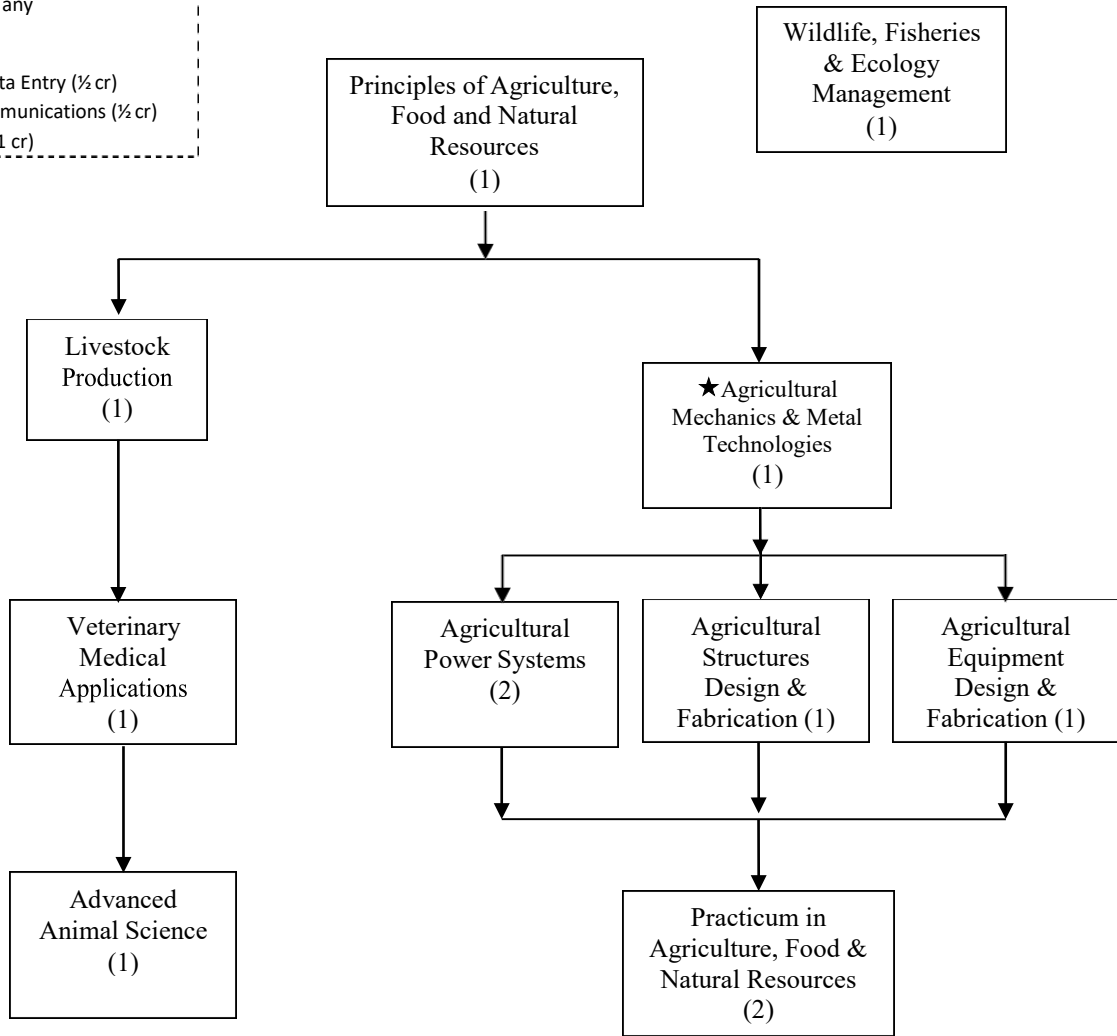 any
ta Entry (½ cr)
mmunications (½ cr)
1 cr)
Principles of Agriculture,
Food and Natural
Resources
(1)
Wildlife, Fisheries
& Ecology
Management
(1)
Livestock
Production
(1)
★Agricultural
Mechanics & Metal
Technologies
(1)
Veterinary
Medical
Applications
(1)
Agricultural
Power Systems
(2)
Agricultural
Structures
Design &
Fabrication (1)
Agricultural
Equipment
Design &
Fabrication (1)
Advanced
Animal Science
(1)
Practicum in
Agriculture, Food &
Natural Resources
(2)